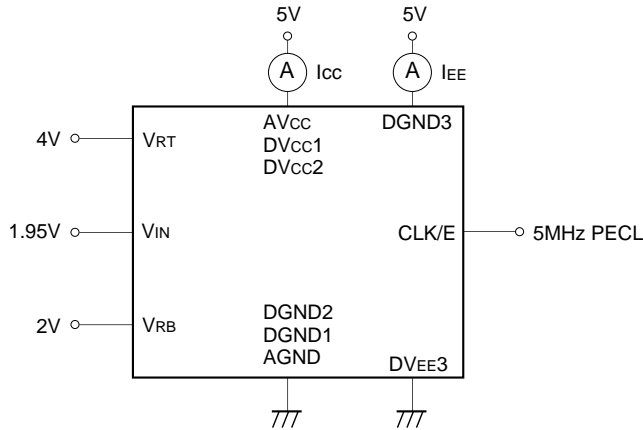 5V
5V
A
Icc
A
IEE
AVcc
DVcc1
DVcc2
DGND3
4V
VRT
1.95V
VIN
CLK/E
5MHz PECL
2V
VRB
DGND2
DGND1
AGND
DVEE3